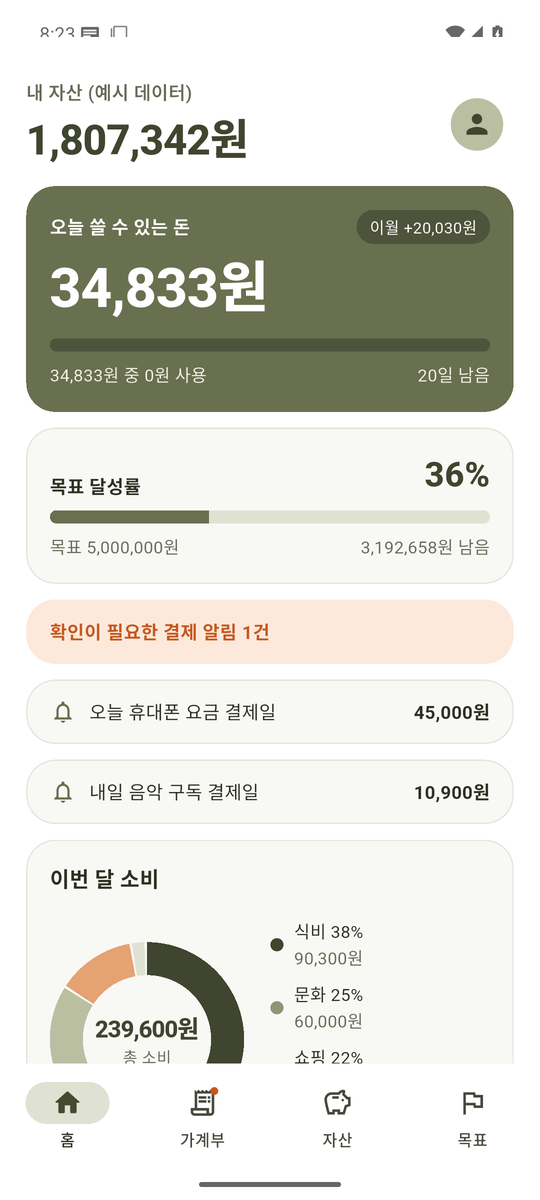 8:23
내 자산 (예시 데이터)
1,807,342원
오늘 쓸 수 있는 돈
이월 +20,030원
34,833원
34,833원 중 0원 사용
20일 남음
목표 달성률
36%
목표 5,000,000원
3,192,658원 남음
확인이 필요한 결제 알림 1건
오늘 휴대폰 요금 결제일
45,000원
내일 음악 구독 결제일
10,900원
이번 달 소비
식비 38%
90,300원
문화 25%
60,000원
쇼핑 22%
239,600원
총 소비
홈
가계부
자산
목표